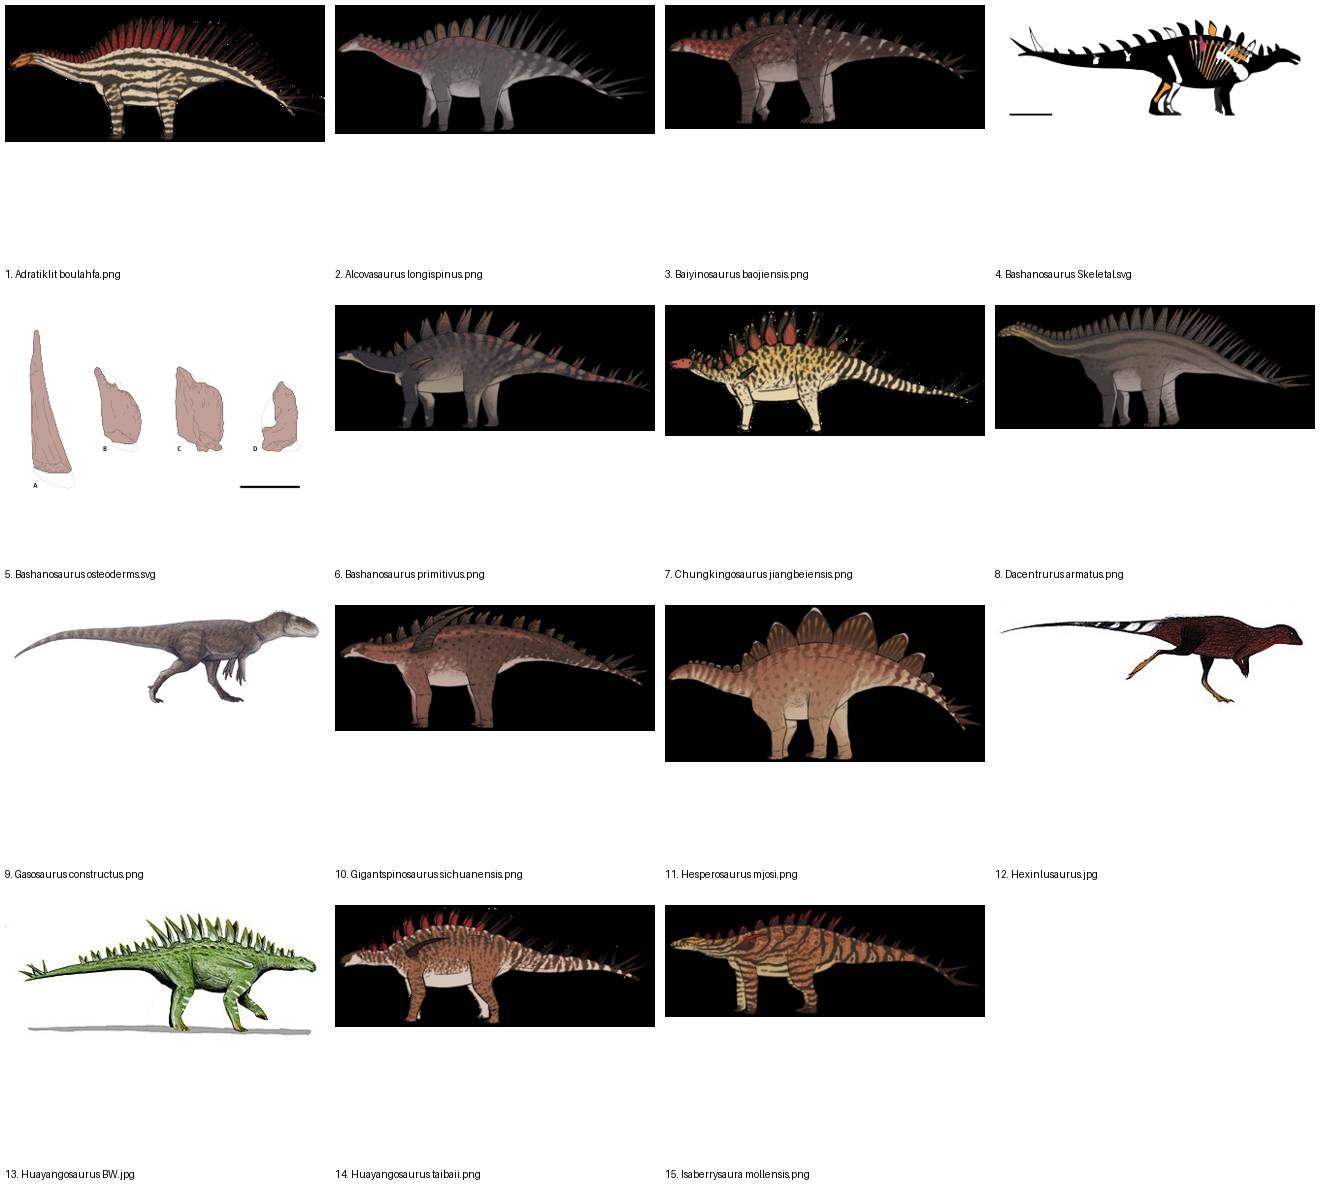 1. Adratiklit boulahfa.png
2. Alcovasaurus longispinus.png
3. Baiyinosaurus baojiensis.png
4. Bashanosaurus Skeletal.svg
A
B
C
D
5. Bashanosaurus osteoderms.svg
6. Bashanosaurus primitivus.png
7. Chungkingosaurus jiangbeiensis.png
8. Dacentrurus armatus.png
9. Gasosaurus constructus.png
10. Gigantspinosaurus sichuanensis.png
11. Hesperosaurus mjosi.png
12. Hexinlusaurus.jpg
13. Huayangosaurus BW.jpg
14. Huayangosaurus taibaii.png
15. Isaberrysaura mollensis.png